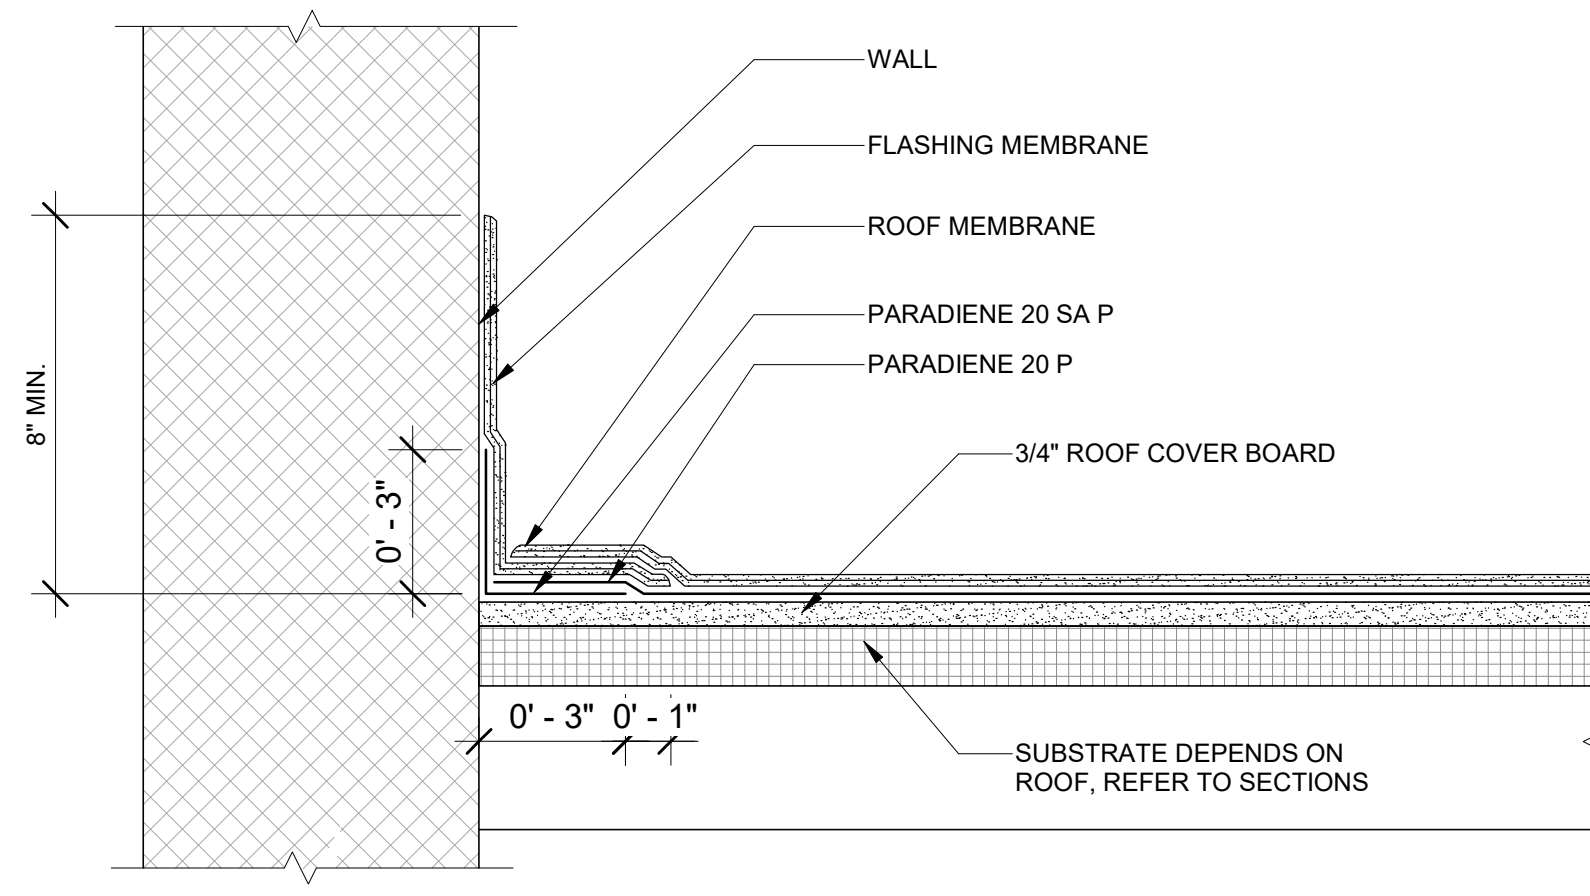 WALL
FLASHING MEMBRANE
ROOF MEMBRANE
PARADIENE 20 SA P
PARADIENE 20 P
8" MIN.
3/4" ROOF COVER BOARD
0' - 3"
0' - 3" 0' - 1"
SUBSTRATE DEPENDS ON
ROOF, REFER TO SECTIONS